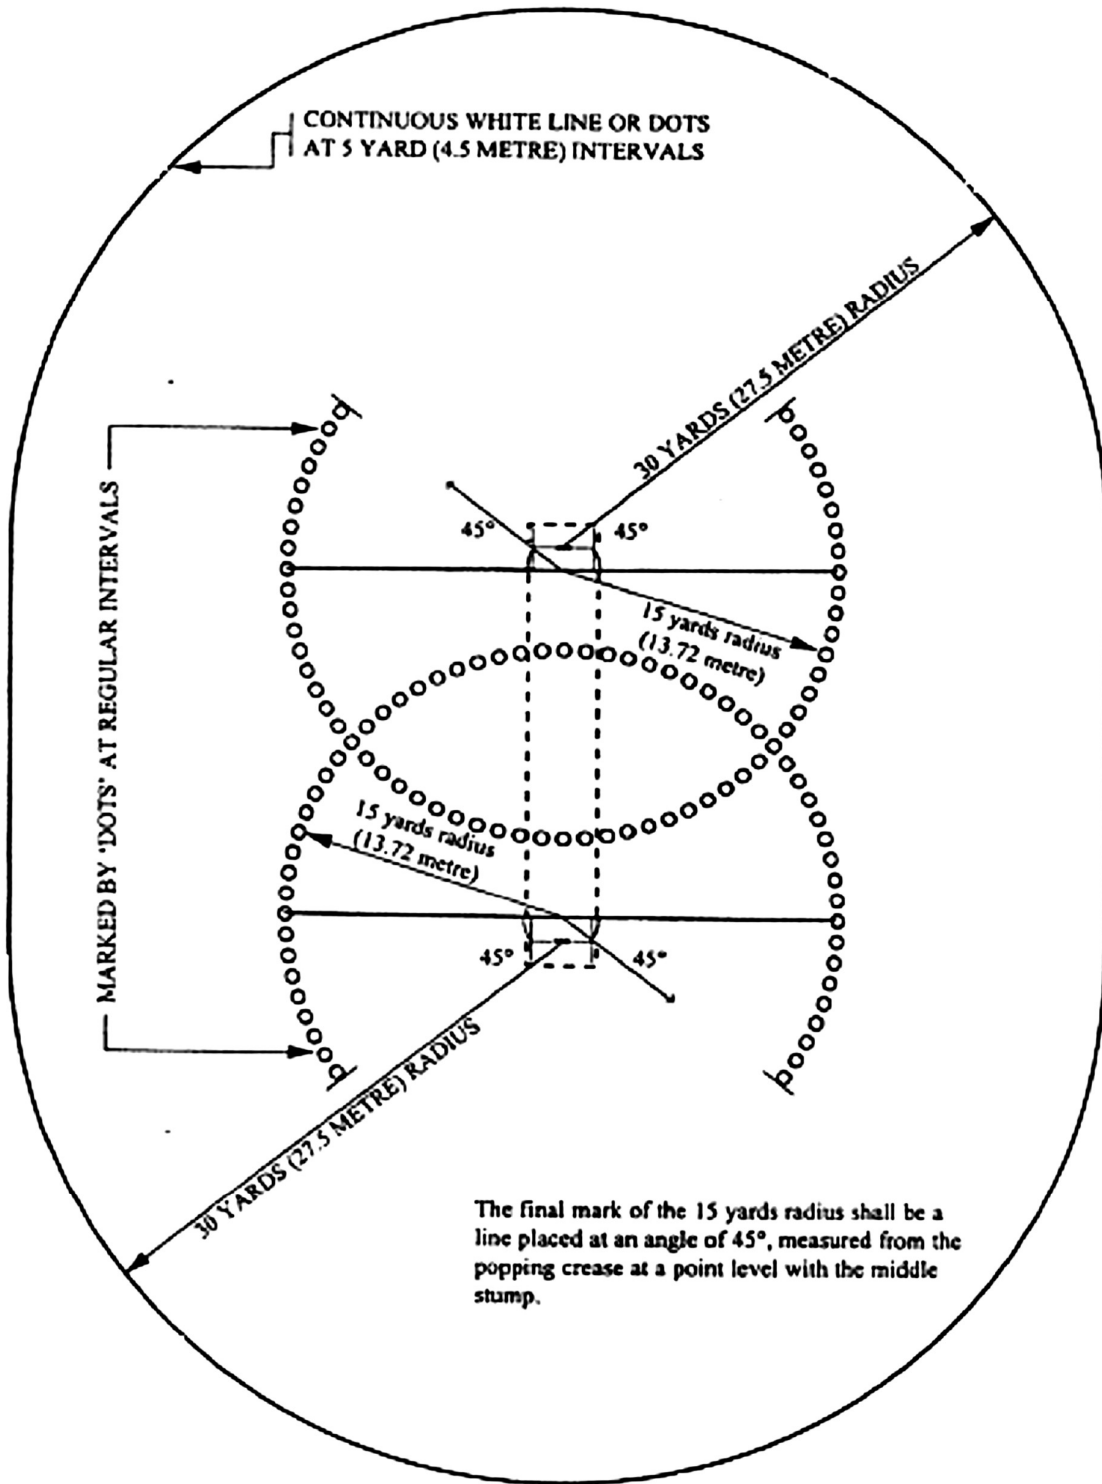 CONTINUOUS WHITE LINE OR DOTS
AT 5 YARD (4.5 METRE) INTERVALS
30 YARDS (27.5 METRE) RADIUS
MARKED BY 'DOTS' AT REGULAR INTERVALS
45°
45°
15 yards radius
(13.72 metre)
15 yards radius
(13.72 metre)
45°
45°
30 YARDS (27.5 METRE) RADIUS
The final mark of the 15 yards radius shall be a
line placed at an angle of 45°, measured from the
popping crease at a point level with the middle
stump.